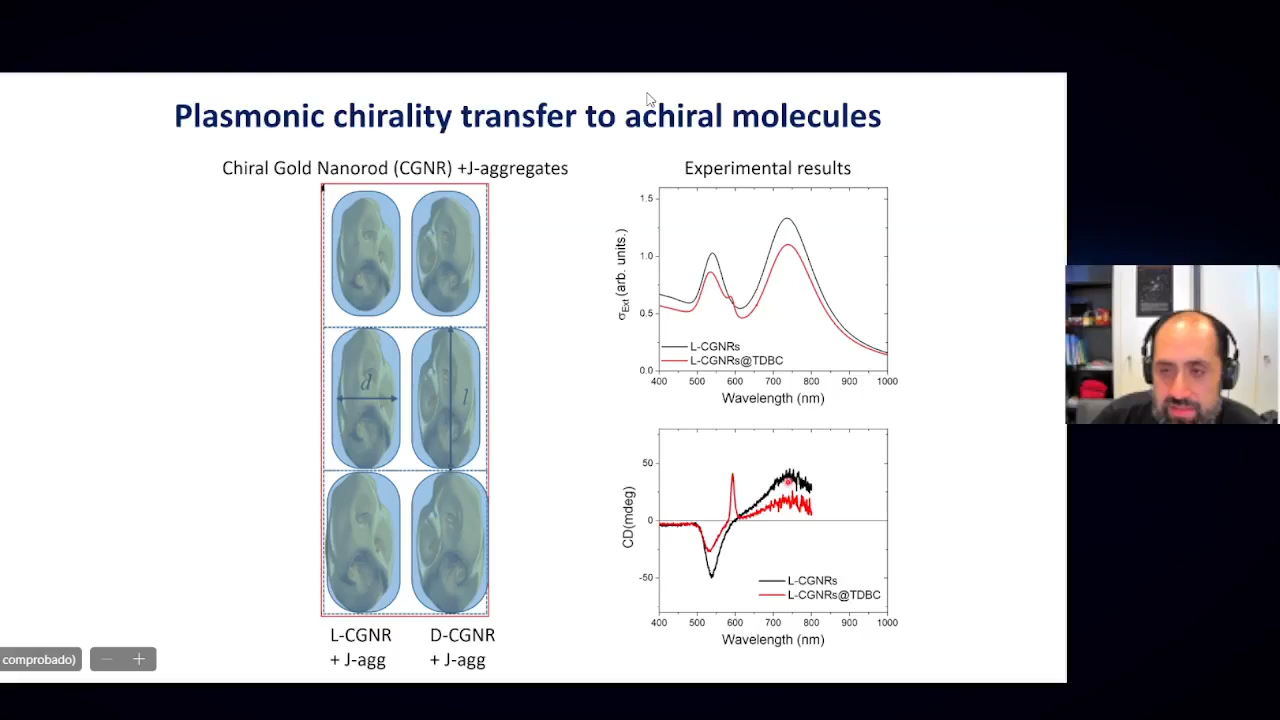 Plasmonic chirality transfer to achiral molecules
Chiral Gold Nanorod (CGNR) +J-aggregates
d
l
L-CGNR
+ J-agg
D-CGNR
+ J-agg
Experimental results
1.5
1.0
0.5
0.0
σExt (arb. units.)
L-CGNRs
L-CGNRs@TDBC
400 500 600 700 800 900 1000
Wavelength (nm)
50
0
-50
CD(mdeg)
L-CGNRs
L-CGNRs@TDBC
400 500 600 700 800 900 1000
Wavelength (nm)
comprobado)